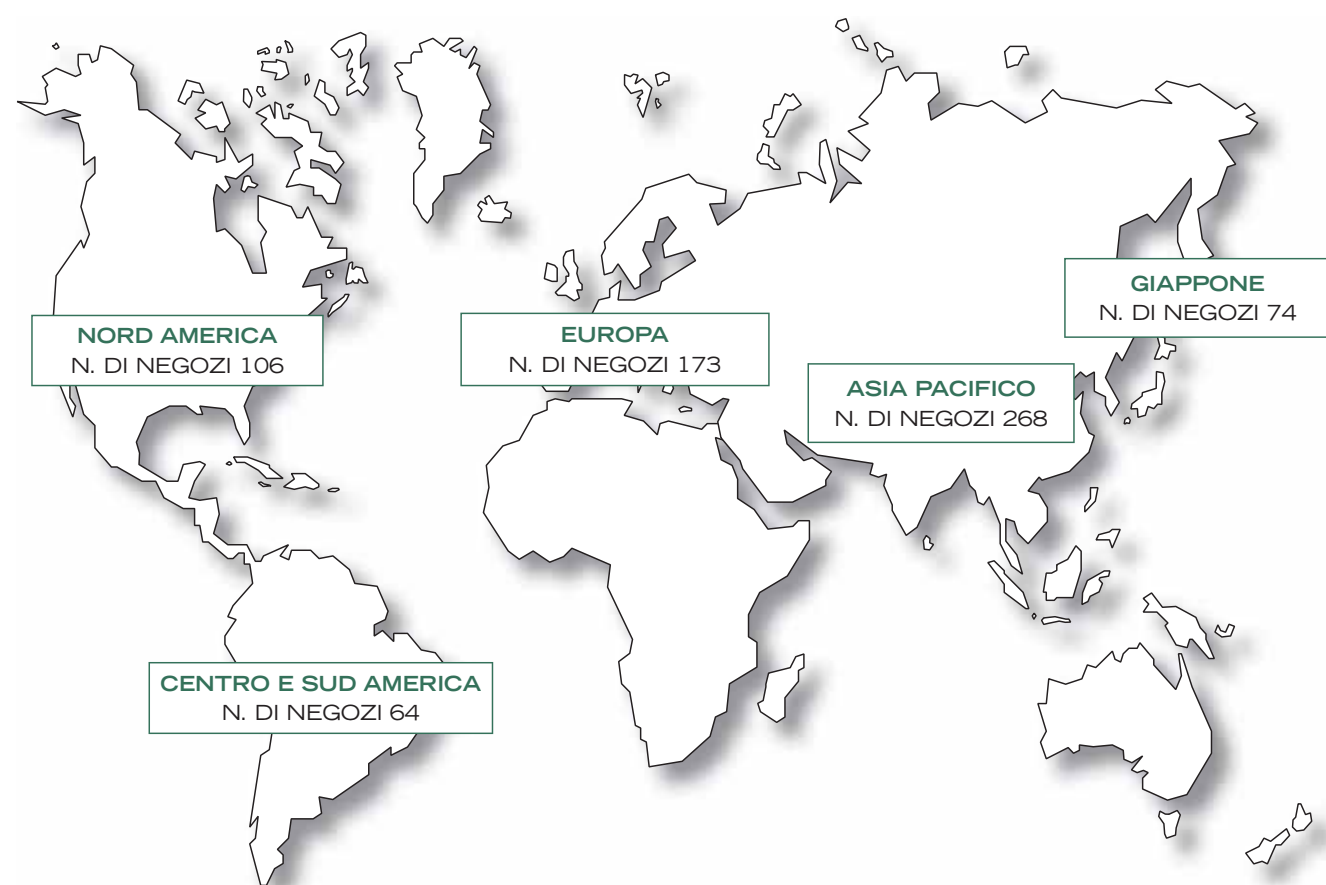 GIAPPONE
N. DI NEGOZI 74
NORD AMERICA
N. DI NEGOZI 106
EUROPA
N. DI NEGOZI 173
ASIA PACIFICO
N. DI NEGOZI 268
CENTRO E SUD AMERICA
N. DI NEGOZI 64